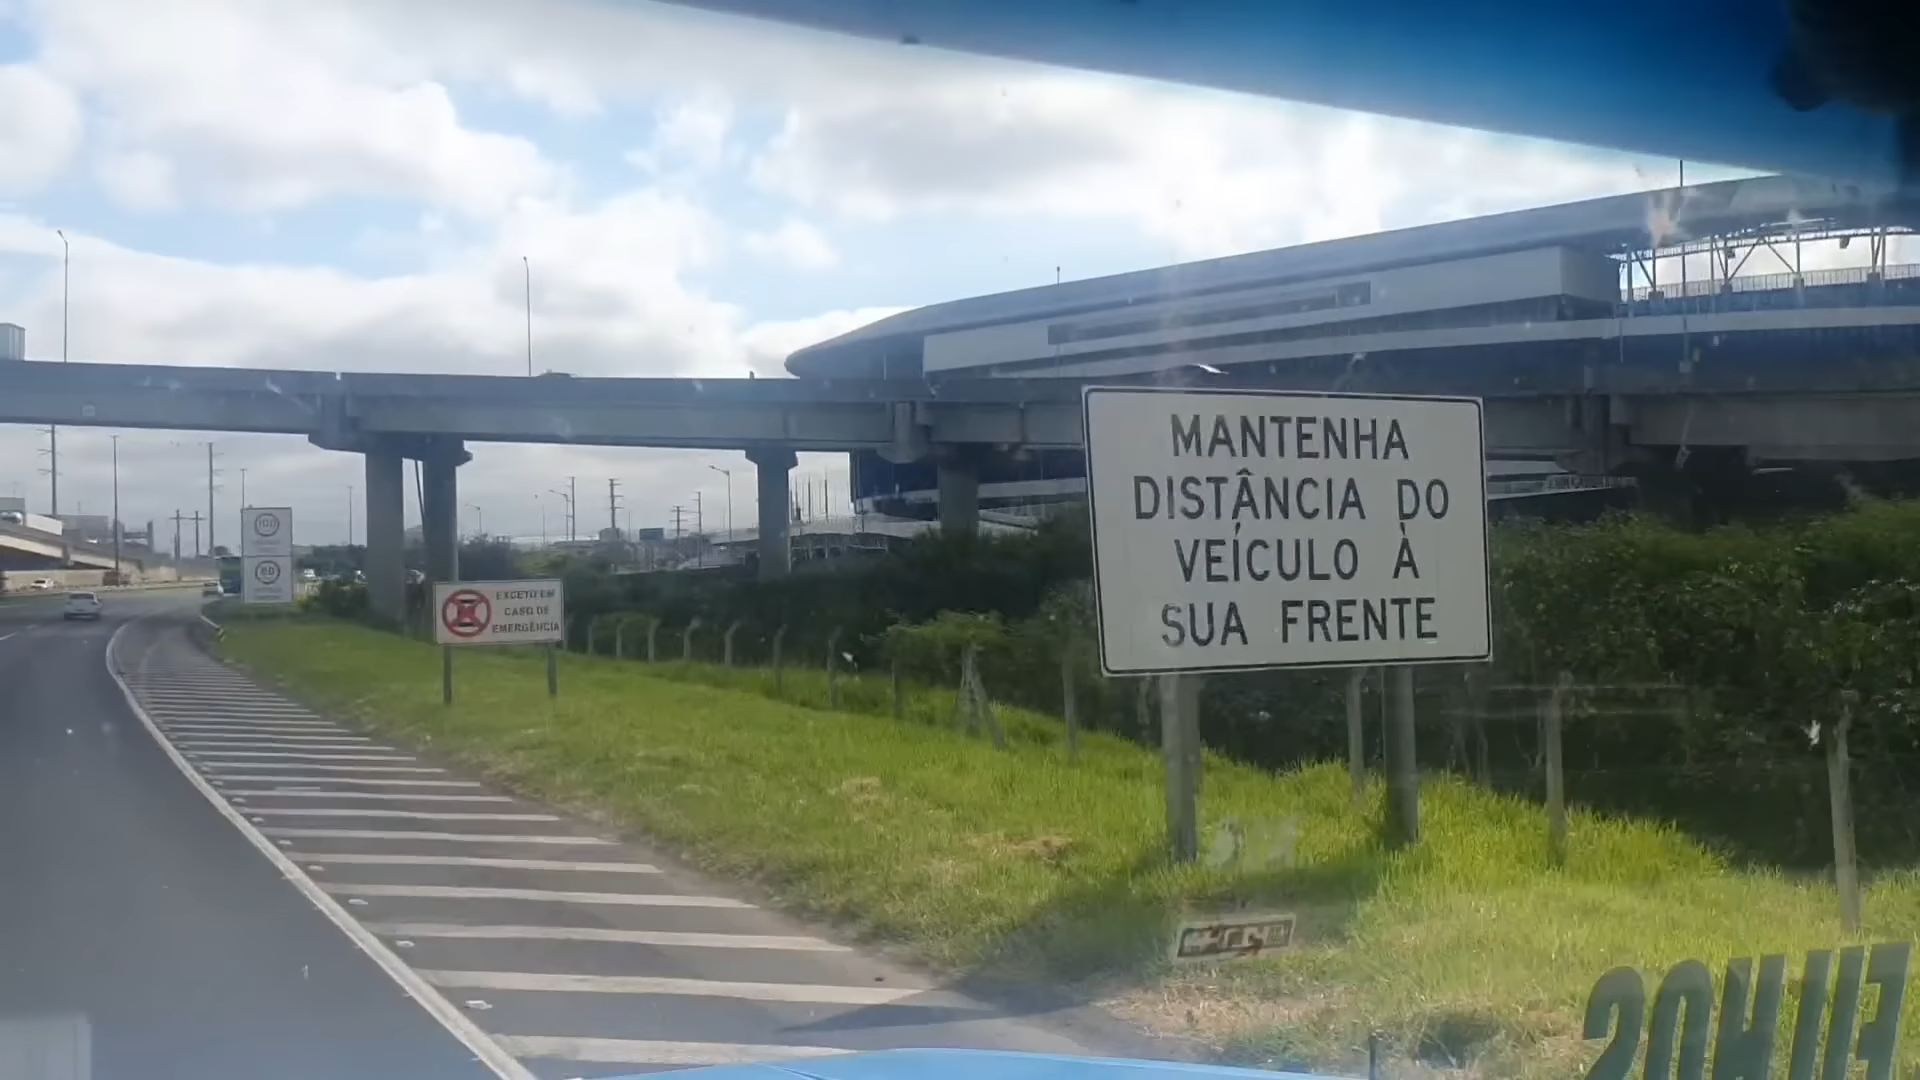 MANTENHA
DISTÂNCIA DO
VEÍCULO À
SUA FRENTE
EXCETO EM
CASO DE
EMERGÊNCIA
100
80